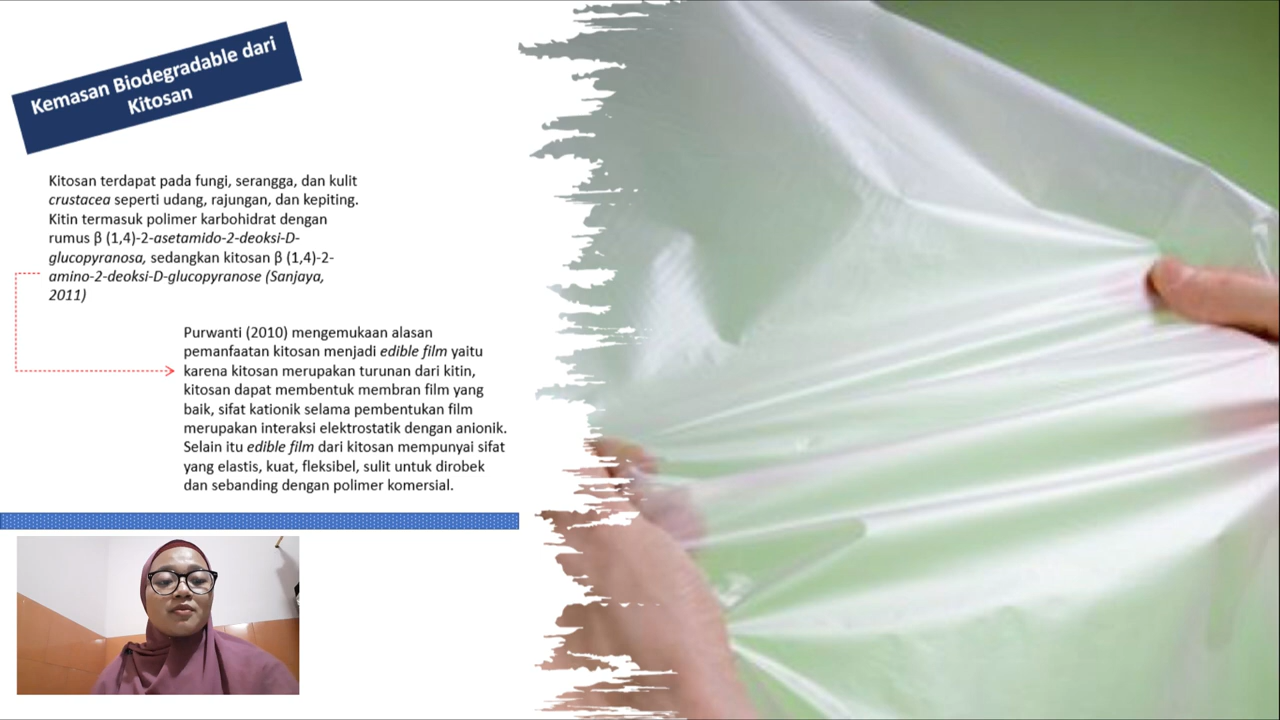 Kemasan Biodegradable dari
Kitosan
Kitosan terdapat pada fungi, serangga, dan kulit
crustacea seperti udang, rajungan, dan kepiting.
Kitin termasuk polimer karbohidrat dengan
rumus β (1,4)-2-asetamido-2-deoksi-D-
glucopyranosa, sedangkan kitosan β (1,4)-2-
amino-2-deoksi-D-glucopyranose (Sanjaya,
2011)
Purwanti (2010) mengemukaan alasan
pemanfaatan kitosan menjadi edible film yaitu
karena kitosan merupakan turunan dari kitin,
kitosan dapat membentuk membran film yang
baik, sifat kationik selama pembentukan film
merupakan interaksi elektrostatik dengan anionik.
Selain itu edible film dari kitosan mempunyai sifat
yang elastis, kuat, fleksibel, sulit untuk dirobek
dan sebanding dengan polimer komersial.